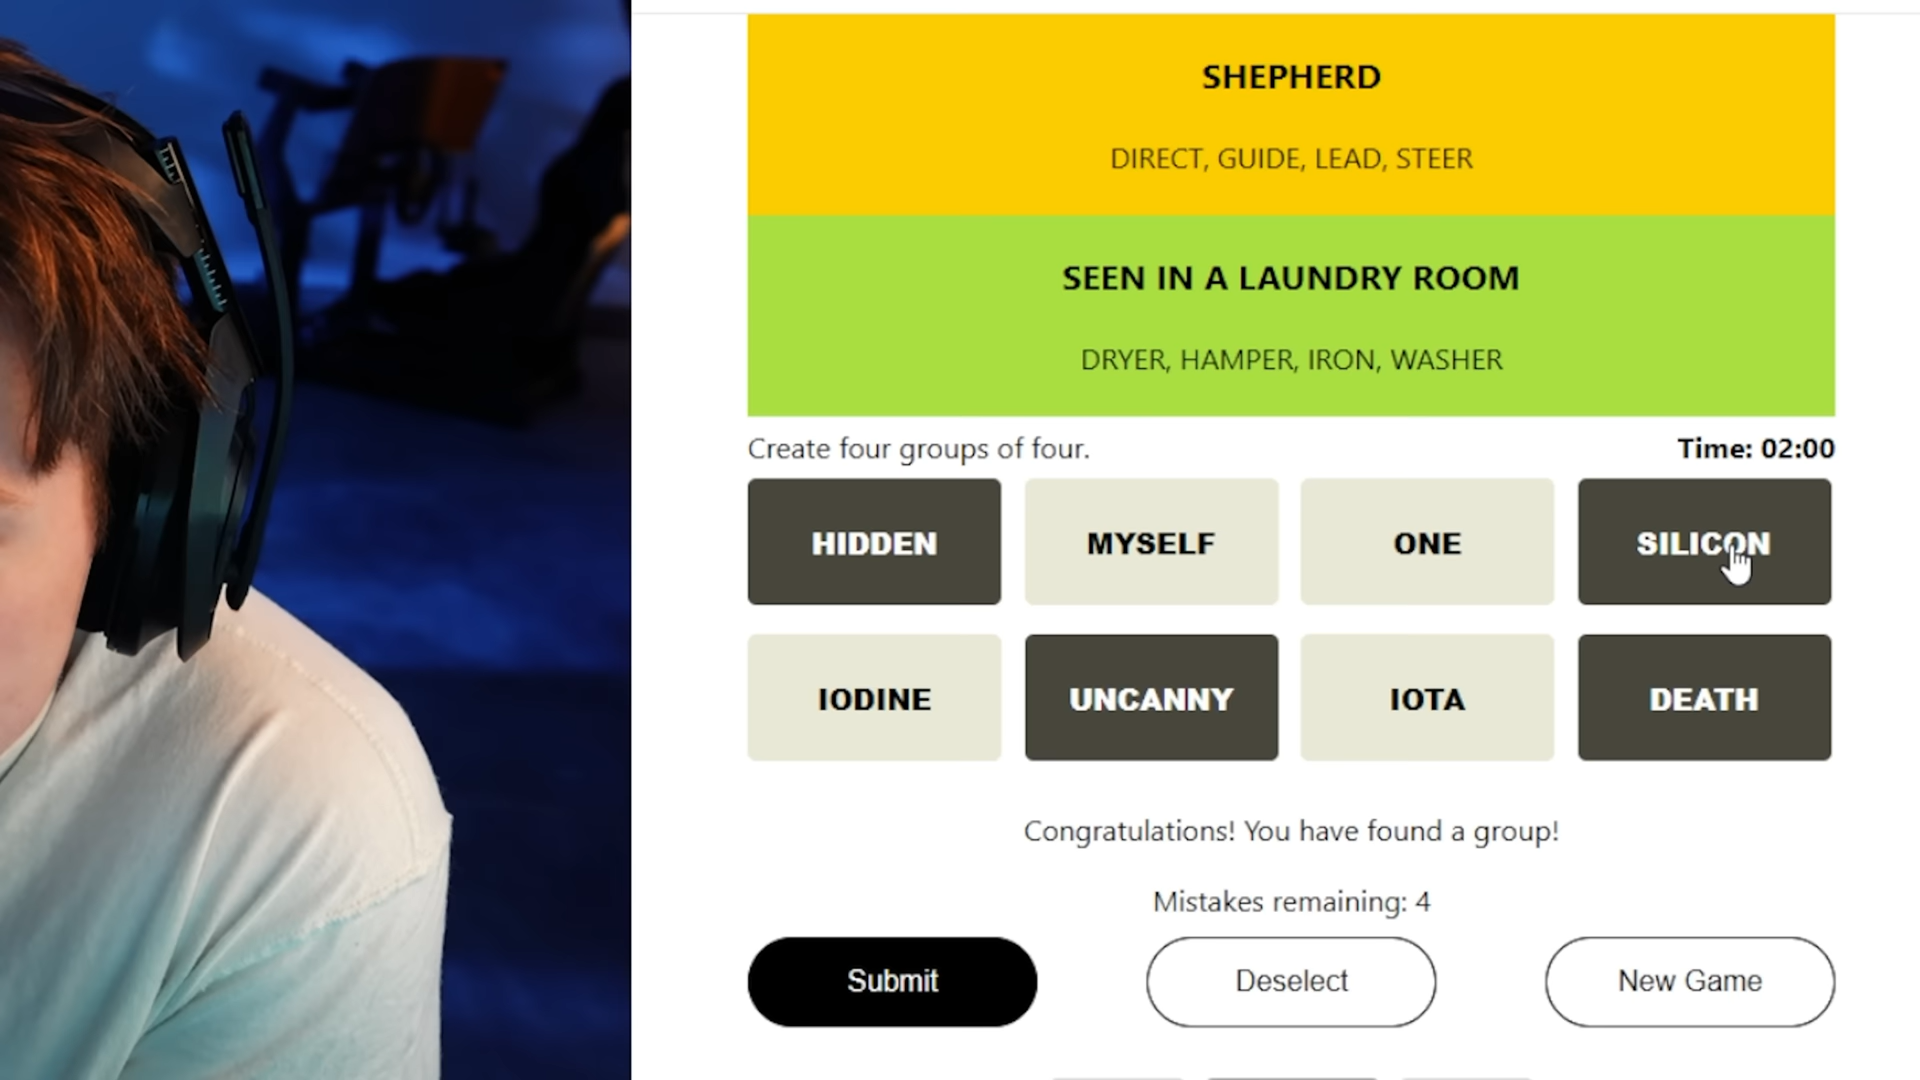 SHEPHERD
DIRECT, GUIDE, LEAD, STEER
SEEN IN A LAUNDRY ROOM
DRYER, HAMPER, IRON, WASHER
Create four groups of four.
Time: 02:00
HIDDEN
MYSELF
ONE
SILICON
IODINE
UNCANNY
IOTA
DEATH
Congratulations! You have found a group!
Mistakes remaining: 4
Submit
Deselect
New Game